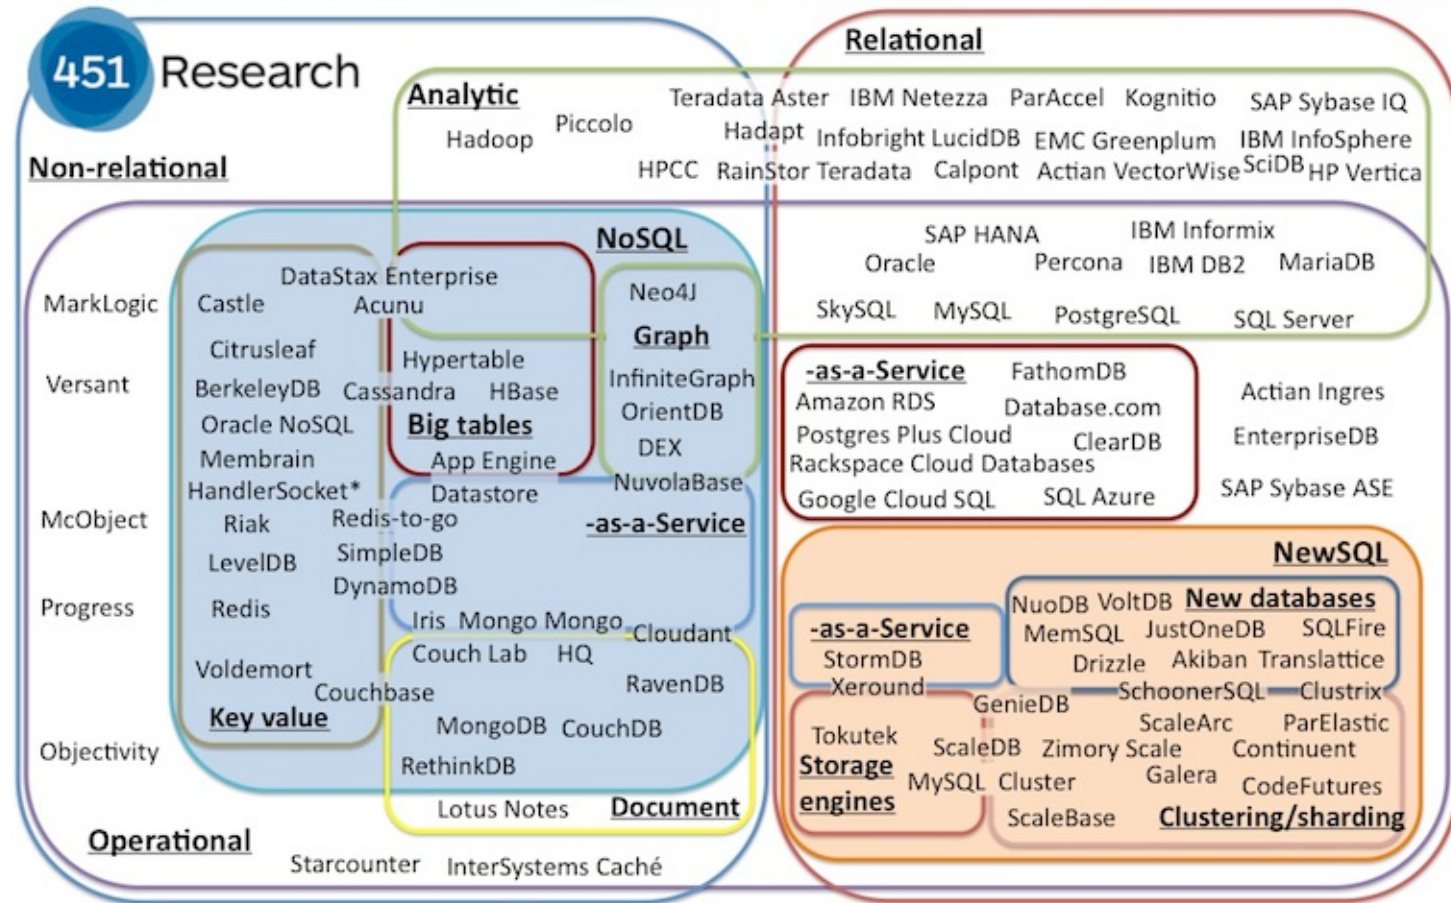 451 Research
Relational
Analytic
Teradata Aster IBM Netezza ParAccel Kognitio SAP Sybase IQ
Piccolo
Hadoop
Hadapt Infobright LucidDB EMC Greenplum IBM InfoSphere
Non-relational
HPCC RainStor Teradata Calpont Actian VectorWise SciDB HP Vertica
NoSQL
SAP HANA IBM Informix
Oracle Percona IBM DB2 MariaDB
SkySQL MySQL PostgreSQL SQL Server
MarkLogic
Versant
McObject
Progress
Objectivity
DataStax Enterprise
Castle Acunu
Citrusleaf
BerkeleyDB Cassandra HBase
Hypertable
Oracle NoSQL
Big tables
Membrain
App Engine
HandlerSocket*
Datastore
Riak Redis-to-go
SimpleDB
LevelDB
DynamoDB
Redis
Voldemort
Couchbase
Key value
Neo4J
Graph
InfiniteGraph
OrientDB
DEX
NuvolaBase
-as-a-Service
Iris Mongo Mongo Cloudant
Couch Lab HQ
RavenDB
MongoDB CouchDB
RethinkDB
Lotus Notes Document
Operational
Starcounter InterSystems Caché
-as-a-Service FathomDB
Amazon RDS Database.com
Postgres Plus Cloud ClearDB
Rackspace Cloud Databases
Google Cloud SQL SQL Azure
Actian Ingres
EnterpriseDB
SAP Sybase ASE
NewSQL
NuoDB VoltDB New databases
MemSQL JustOneDB SQLFire
Drizzle Akiban Translattice
-as-a-Service
StormDB
Xeround
GenieDB SchoonerSQL Clustrix
ScaleArc ParElastic
Tokutek ScaleDB Zimory Scale Continuent
Storage
engines
MySQL Cluster Galera CodeFutures
ScaleBase Clustering/sharding